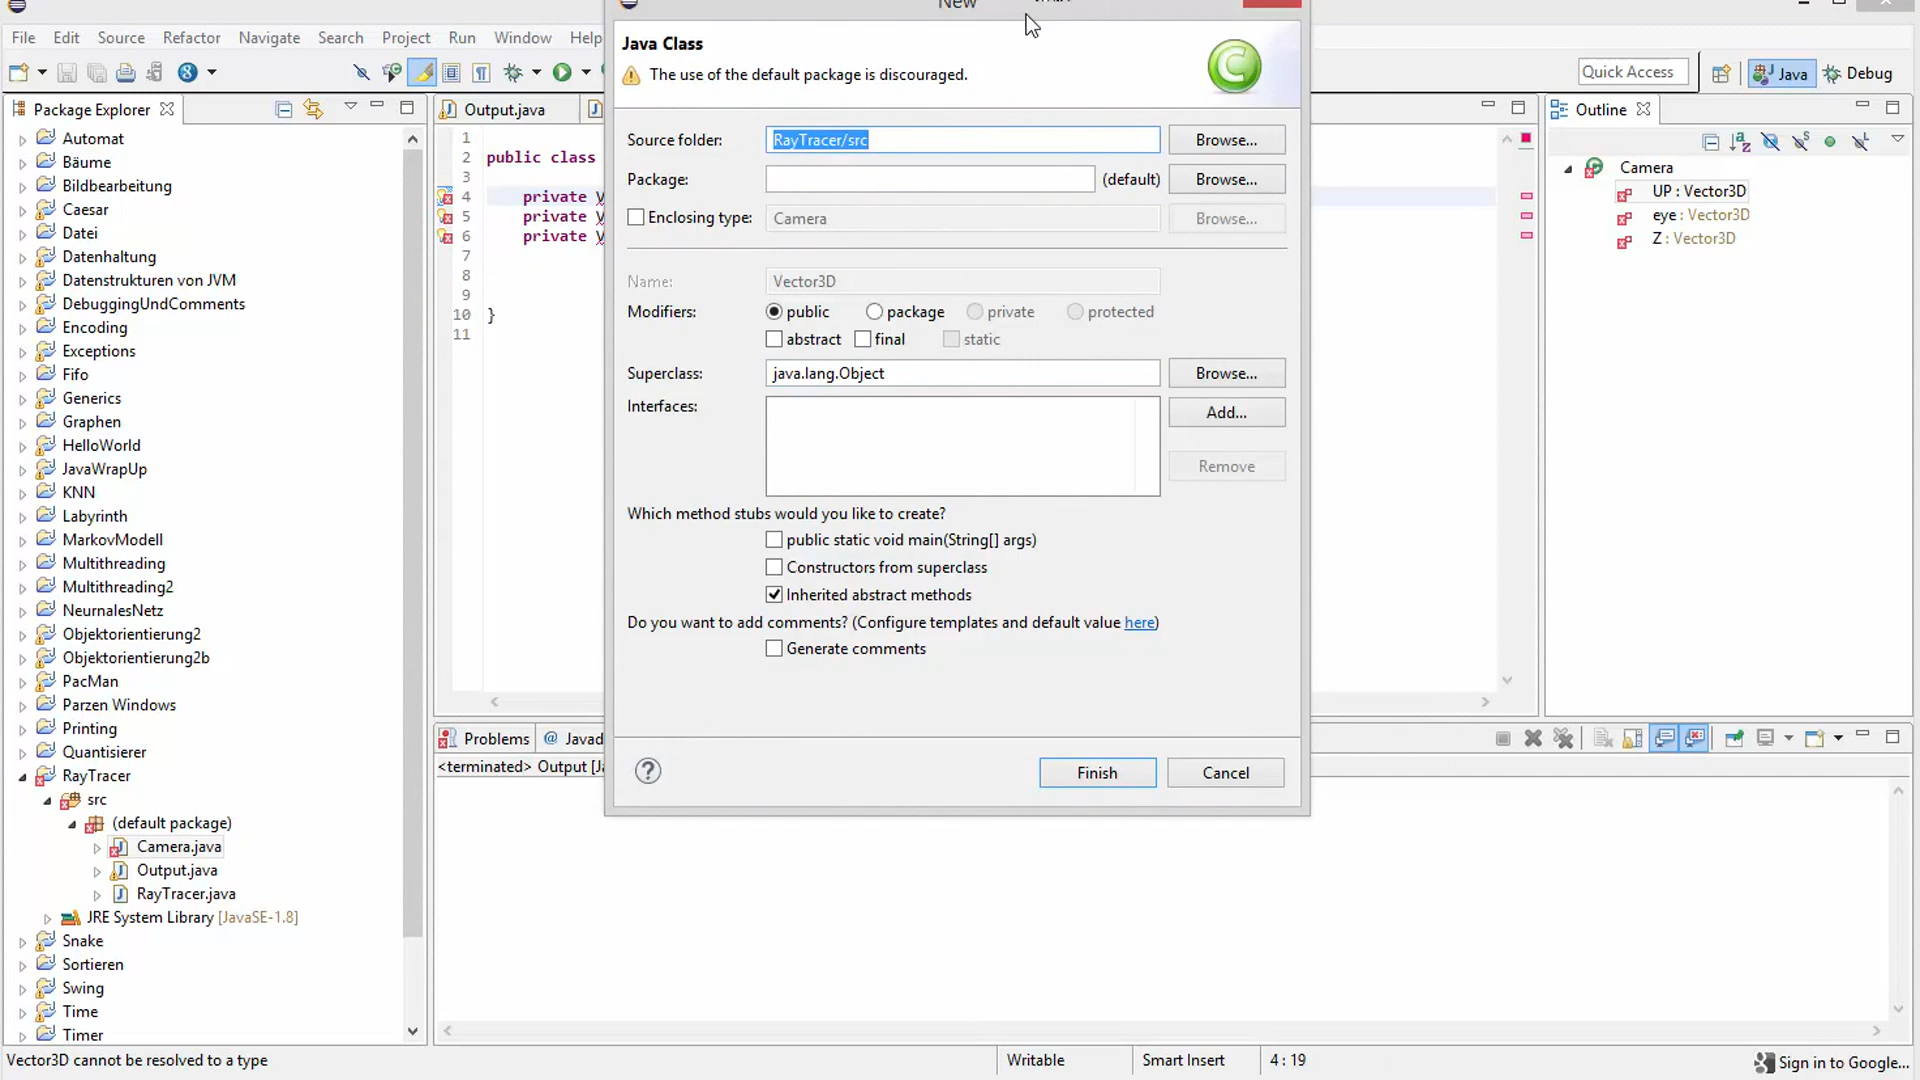 New
File Edit Source Refactor Navigate Search Project Run Window Help
Java Class
The use of the default package is discouraged.
Quick Access
Java
Debug
Package Explorer
Output.java
Outline
Automat
Bäume
Bildbearbeitung
Caesar
Datei
Datenhaltung
Datenstrukturen von JVM
DebuggingUndComments
Encoding
Exceptions
Fifo
Generics
Graphen
HelloWorld
JavaWrapUp
KNN
Labyrinth
MarkovModell
Multithreading
Multithreading2
NeurnalesNetz
Objektorientierung2
Objektorientierung2b
PacMan
Parzen Windows
Printing
Quantisierer
RayTracer
src
(default package)
Camera.java
Output.java
RayTracer.java
JRE System Library [JavaSE-1.8]
Snake
Sortieren
Swing
Time
Timer
1
2 public class
3
4 private
5 private
6 private
7
8
9
10 }
11
Source folder: RayTracer/src Browse...
Package: (default) Browse...
Enclosing type: Camera Browse...
Name: Vector3D
Modifiers: public package private protected
abstract final static
Superclass: java.lang.Object Browse...
Interfaces: Add...
Remove
Which method stubs would you like to create?
public static void main(String[] args)
Constructors from superclass
Inherited abstract methods
Do you want to add comments? (Configure templates and default value here)
Generate comments
? Finish Cancel
Camera
UP : Vector3D
eye : Vector3D
Z : Vector3D
Problems @ Javad
<terminated> Output [Ja
Vector3D cannot be resolved to a type
Writable
Smart Insert
4 : 19
Sign in to Google...